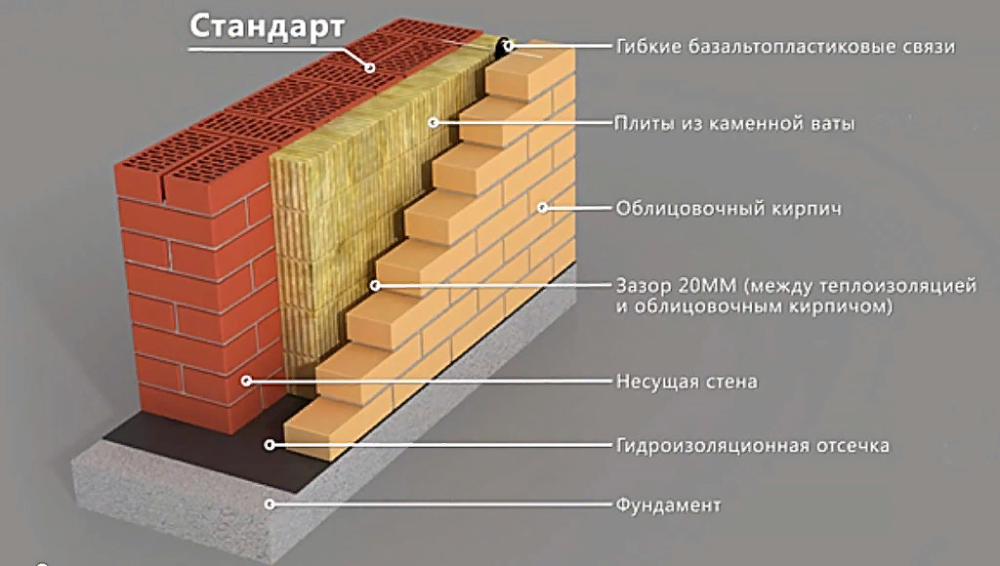 Стандарт
Гибкие базальтопластиковые связи
Плиты из каменной ваты
Облицовочный кирпич
Зазор 20ММ (между теплоизоляцией
и облицовочным кирпичом)
Несущая стена
Гидроизоляционная отсечка
Фундамент